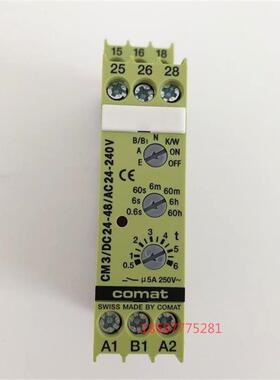 15 16 18
25 26 28
B/B₁ N K/W
A ON
E OFF
CE
6m
60s 60m
6s 6h
0.6s 60h
CM3/DC24-48/AC24-240V
3 4 t
2 5
1
0.5 6
µ 5A 250V~
comat
SWISS MADE BY COMAT
A1 B1 A2